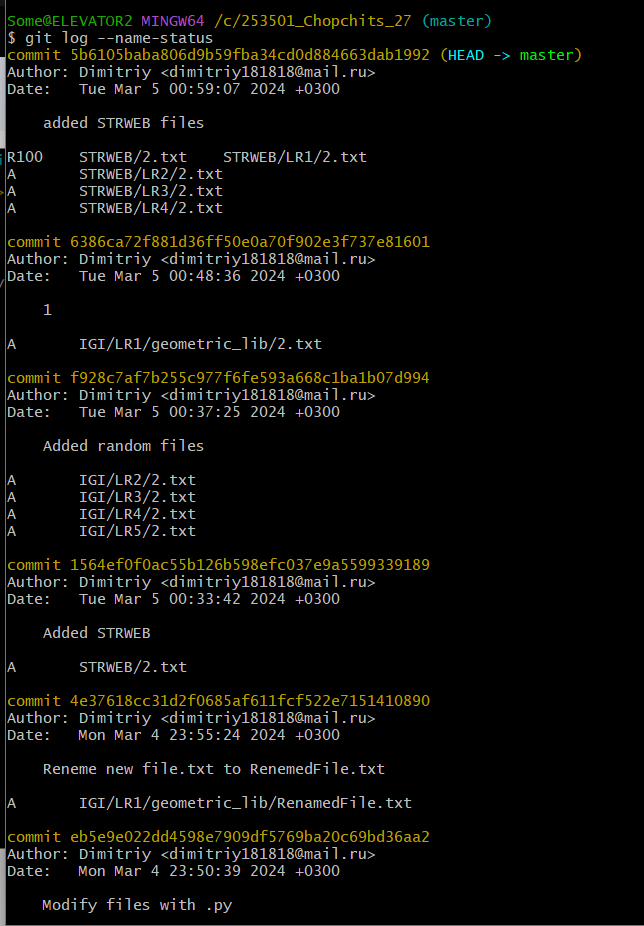 Some@ELEVATOR2 MINGW64 /c/253501_Chopchits_27 (master)
$ git log --name-status
commit 5b6105baba806d9b59fba34cd0d884663dab1992 (HEAD -> master)
Author: Dimitriy <dimitriy181818@mail.ru>
Date:   Tue Mar 5 00:59:07 2024 +0300
    added STRWEB files
R100    STRWEB/2.txt    STRWEB/LR1/2.txt
A       STRWEB/LR2/2.txt
A       STRWEB/LR3/2.txt
A       STRWEB/LR4/2.txt
commit 6386ca72f881d36ff50e0a70f902e3f737e81601
Author: Dimitriy <dimitriy181818@mail.ru>
Date:   Tue Mar 5 00:48:36 2024 +0300
    1
A       IGI/LR1/geometric_lib/2.txt
commit f928c7af7b255c977f6fe593a668c1ba1b07d994
Author: Dimitriy <dimitriy181818@mail.ru>
Date:   Tue Mar 5 00:37:25 2024 +0300
    Added random files
A       IGI/LR2/2.txt
A       IGI/LR3/2.txt
A       IGI/LR4/2.txt
A       IGI/LR5/2.txt
commit 1564ef0f0ac55b126b598efc037e9a5599339189
Author: Dimitriy <dimitriy181818@mail.ru>
Date:   Tue Mar 5 00:33:42 2024 +0300
    Added STRWEB
A       STRWEB/2.txt
commit 4e37618cc31d2f0685af611fcf522e7151410890
Author: Dimitriy <dimitriy181818@mail.ru>
Date:   Mon Mar 4 23:55:24 2024 +0300
    Reneme new file.txt to RenemedFile.txt
A       IGI/LR1/geometric_lib/RenamedFile.txt
commit eb5e9e022dd4598e7909df5769ba20c69bd36aa2
Author: Dimitriy <dimitriy181818@mail.ru>
Date:   Mon Mar 4 23:50:39 2024 +0300
    Modify files with .py